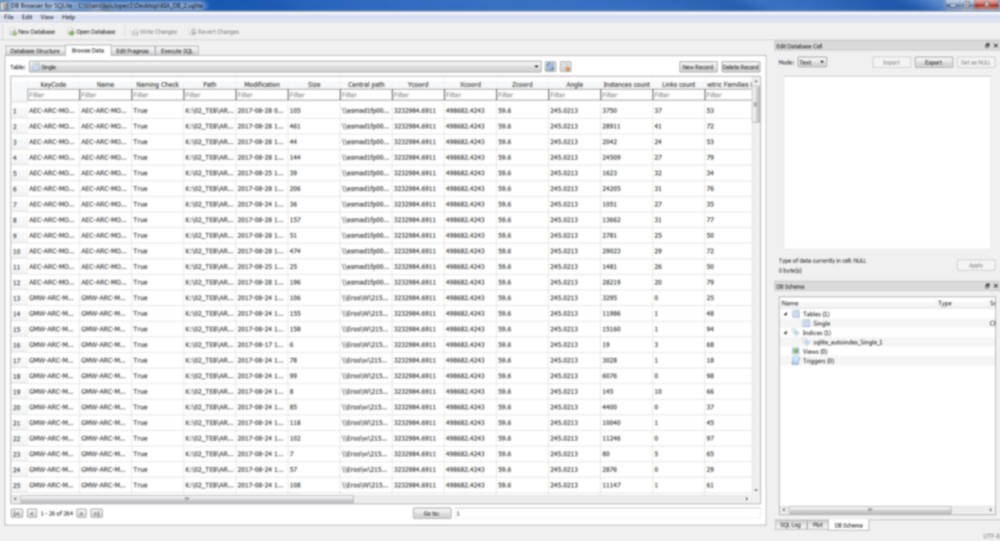 DB Browser for SQLite - C:\Users\luis.lopez1\Desktop\KIA_DB_2.sqlite
File Edit View Help
New Database Open Database Write Changes Revert Changes
Database Structure Browse Data Edit Pragmas Execute SQL
Table: Single New Record Delete Record
KeyCode Name Naming Check Path Modification Size Central path Ycoord Xcoord Zcoord Angle Instances count Links count etric Families
Filter Filter Filter Filter Filter Filter Filter Filter Filter Filter Filter Filter Filter Filter
1 AEC-ARC-MO... AEC-ARC-MO... True K:\02_TEB\AR... 2017-08-28 0... 105 \\esmad1fp00... 3232984.6911 498682.4243 59.6 245.0213 3750 37 53
2 AEC-ARC-MO... AEC-ARC-MO... True K:\02_TEB\AR... 2017-08-28 1... 461 \\esmad1fp00... 3232984.6911 498682.4243 59.6 245.0213 28911 41 72
3 AEC-ARC-MO... AEC-ARC-MO... True K:\02_TEB\AR... 2017-08-28 1... 44 \\esmad1fp00... 3232984.6911 498682.4243 59.6 245.0213 2042 24 53
4 AEC-ARC-MO... AEC-ARC-MO... True K:\02_TEB\AR... 2017-08-28 1... 144 \\esmad1fp00... 3232984.6911 498682.4243 59.6 245.0213 24509 27 79
5 AEC-ARC-MO... AEC-ARC-MO... True K:\02_TEB\AR... 2017-08-25 1... 39 \\esmad1fp00... 3232984.6911 498682.4243 59.6 245.0213 1623 32 34
6 AEC-ARC-MO... AEC-ARC-MO... True K:\02_TEB\AR... 2017-08-28 1... 206 \\esmad1fp00... 3232984.6911 498682.4243 59.6 245.0213 24205 31 76
7 AEC-ARC-MO... AEC-ARC-MO... True K:\02_TEB\AR... 2017-08-24 1... 36 \\esmad1fp00... 3232984.6911 498682.4243 59.6 245.0213 1051 27 35
8 AEC-ARC-MO... AEC-ARC-MO... True K:\02_TEB\AR... 2017-08-28 1... 157 \\esmad1fp00... 3232984.6911 498682.4243 59.6 245.0213 13662 31 77
9 AEC-ARC-MO... AEC-ARC-MO... True K:\02_TEB\AR... 2017-08-28 1... 51 \\esmad1fp00... 3232984.6911 498682.4243 59.6 245.0213 2781 25 50
10 AEC-ARC-MO... AEC-ARC-MO... True K:\02_TEB\AR... 2017-08-28 1... 474 \\esmad1fp00... 3232984.6911 498682.4243 59.6 245.0213 29023 29 72
11 AEC-ARC-MO... AEC-ARC-MO... True K:\02_TEB\AR... 2017-08-25 1... 25 \\esmad1fp00... 3232984.6911 498682.4243 59.6 245.0213 1481 26 50
12 AEC-ARC-MO... AEC-ARC-MO... True K:\02_TEB\AR... 2017-08-28 1... 196 \\esmad1fp00... 3232984.6911 498682.4243 59.6 245.0213 28219 20 79
13 GMW-ARC-M... GMW-ARC-M... True K:\02_TEB\AR... 2017-08-24 1... 106 \\Eros\W\215... 3232984.6911 498682.4243 59.6 245.0213 3295 0 25
14 GMW-ARC-M... GMW-ARC-M... True K:\02_TEB\AR... 2017-08-24 1... 155 \\Eros\W\215... 3232984.6911 498682.4243 59.6 245.0213 11986 1 48
15 GMW-ARC-M... GMW-ARC-M... True K:\02_TEB\AR... 2017-08-24 1... 158 \\Eros\W\215... 3232984.6911 498682.4243 59.6 245.0213 15160 1 94
16 GMW-ARC-M... GMW-ARC-M... True K:\02_TEB\AR... 2017-08-17 1... 6 \\Eros\W\215... 3232984.6911 498682.4243 59.6 245.0213 19 3 68
17 GMW-ARC-M... GMW-ARC-M... True K:\02_TEB\AR... 2017-08-24 1... 78 \\Eros\w\215... 3232984.6911 498682.4243 59.6 245.0213 3028 1 18
18 GMW-ARC-M... GMW-ARC-M... True K:\02_TEB\AR... 2017-08-24 1... 99 \\Eros\W\215... 3232984.6911 498682.4243 59.6 245.0213 6076 0 98
19 GMW-ARC-M... GMW-ARC-M... True K:\02_TEB\AR... 2017-08-24 1... 8 \\Eros\W\215... 3232984.6911 498682.4243 59.6 245.0213 145 10 66
20 GMW-ARC-M... GMW-ARC-M... True K:\02_TEB\AR... 2017-08-24 1... 85 \\Eros\w\215... 3232984.6911 498682.4243 59.6 245.0213 4400 0 37
21 GMW-ARC-M... GMW-ARC-M... True K:\02_TEB\AR... 2017-08-24 1... 118 \\Eros\W\215... 3232984.6911 498682.4243 59.6 245.0213 10040 1 45
22 GMW-ARC-M... GMW-ARC-M... True K:\02_TEB\AR... 2017-08-24 1... 102 \\Eros\W\215... 3232984.6911 498682.4243 59.6 245.0213 11246 0 97
23 GMW-ARC-M... GMW-ARC-M... True K:\02_TEB\AR... 2017-08-24 1... 7 \\Eros\w\215... 3232984.6911 498682.4243 59.6 245.0213 80 5 65
24 GMW-ARC-M... GMW-ARC-M... True K:\02_TEB\AR... 2017-08-24 1... 57 \\Eros\w\215... 3232984.6911 498682.4243 59.6 245.0213 2876 0 29
25 GMW-ARC-M... GMW-ARC-M... True K:\02_TEB\AR... 2017-08-24 1... 108 \\Eros\W\215... 3232984.6911 498682.4243 59.6 245.0213 11147 1 61
|< < 1 - 26 of 264 > >| Go to: 1
Edit Database Cell
Mode: Text Import Export Set as NULL
Type of data currently in cell: NULL
0 byte(s)
Apply
DB Schema
Name Type Sc
Tables (1)
Single
Indices (1)
sqlite_autoindex_Single_1
Views (0)
Triggers (0)
SQL Log Plot DB Schema
UTF-8